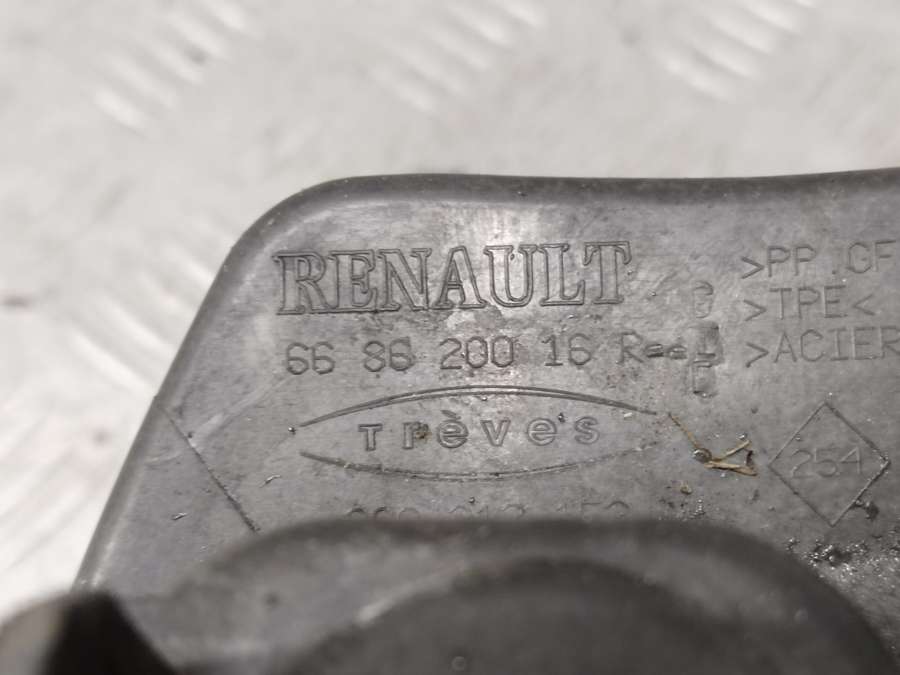 RENAULT
66 86 200 16 R
Trèves
>PP.GF
>TPE<
>ACIER
254